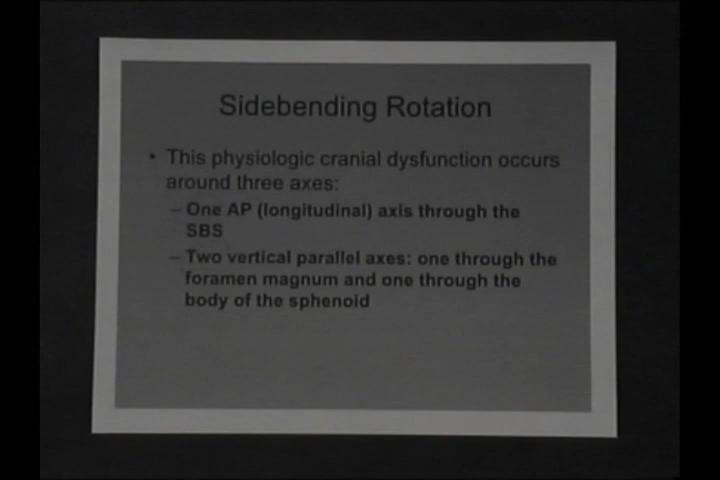 Sidebending Rotation
• This physiologic cranial dysfunction occurs
around three axes:
– One AP (longitudinal) axis through the
SBS
– Two vertical parallel axes: one through the
foramen magnum and one through the
body of the sphenoid